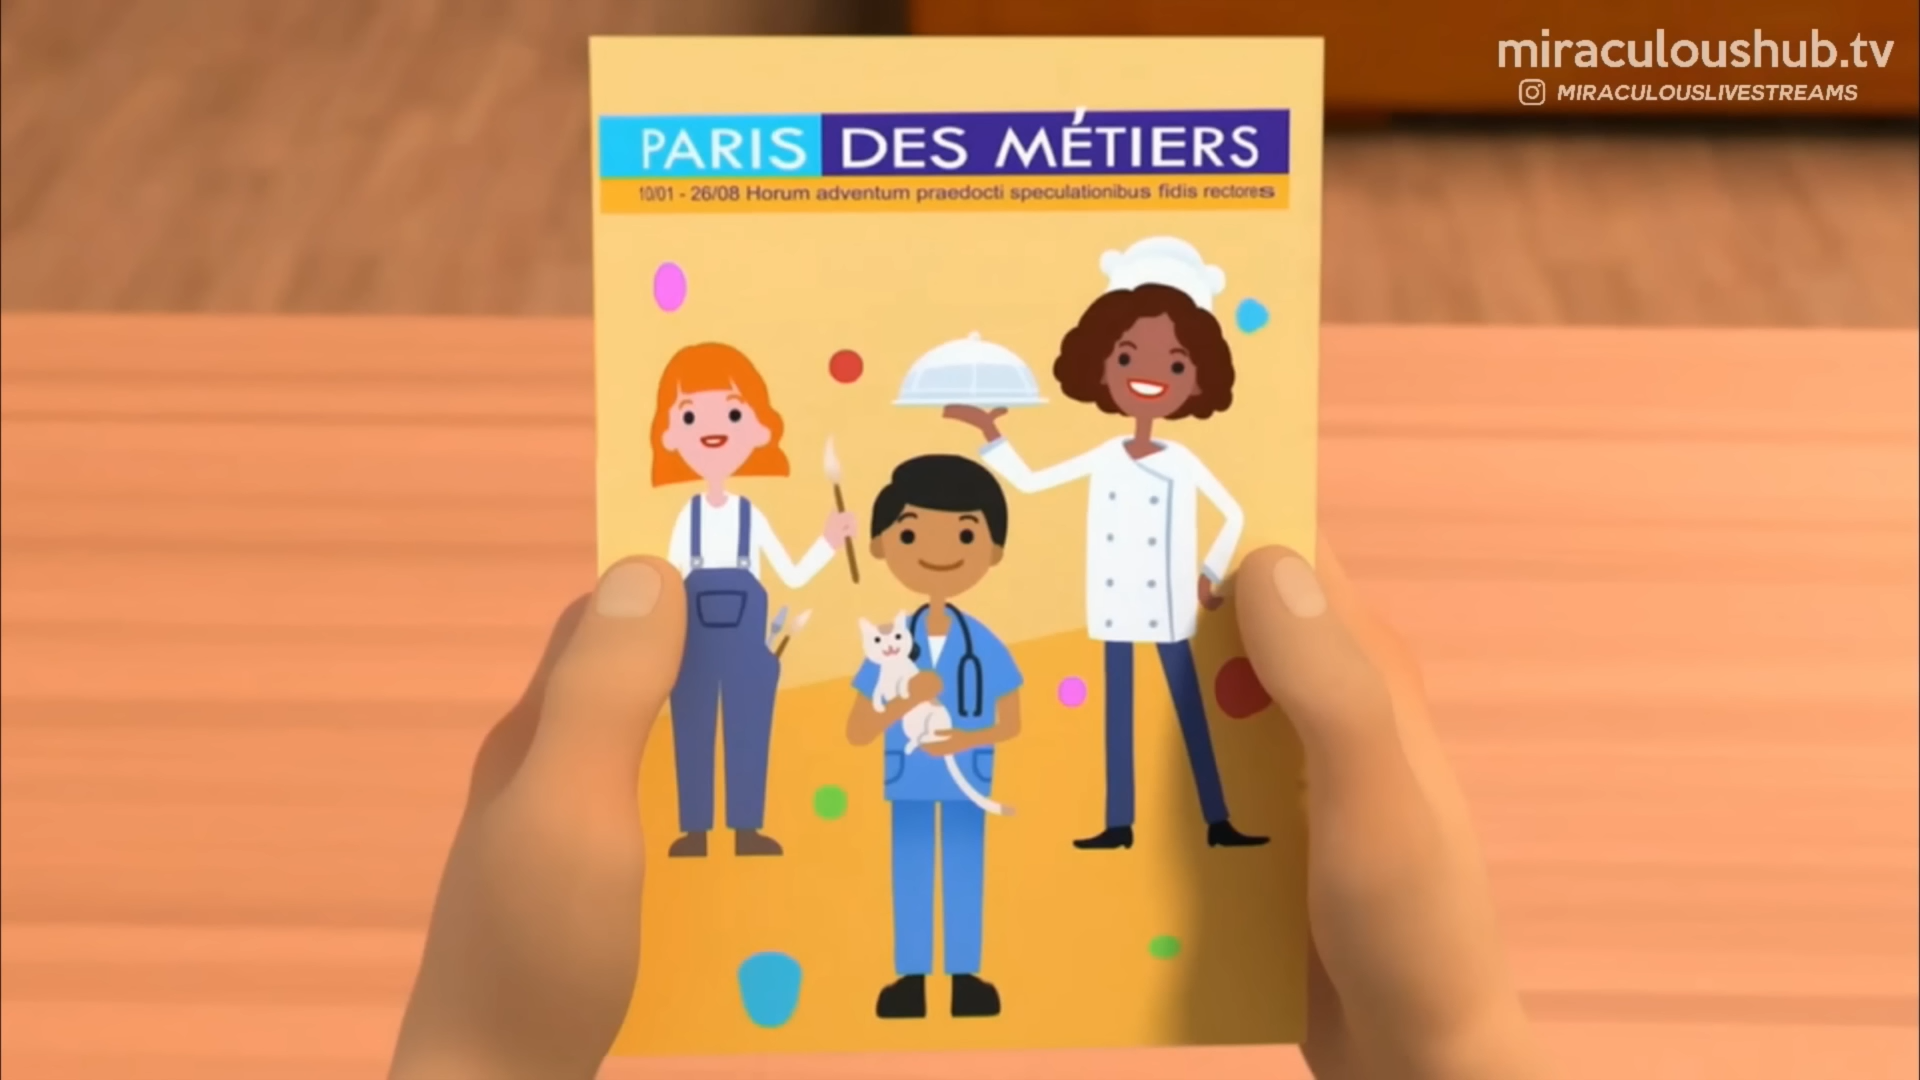 miraculoushub.tv
MIRACULOUSLIVESTREAMS
PARIS DES MÉTIERS
10/01 - 26/08 Horum adventum praedocti speculationibus fidis rectores